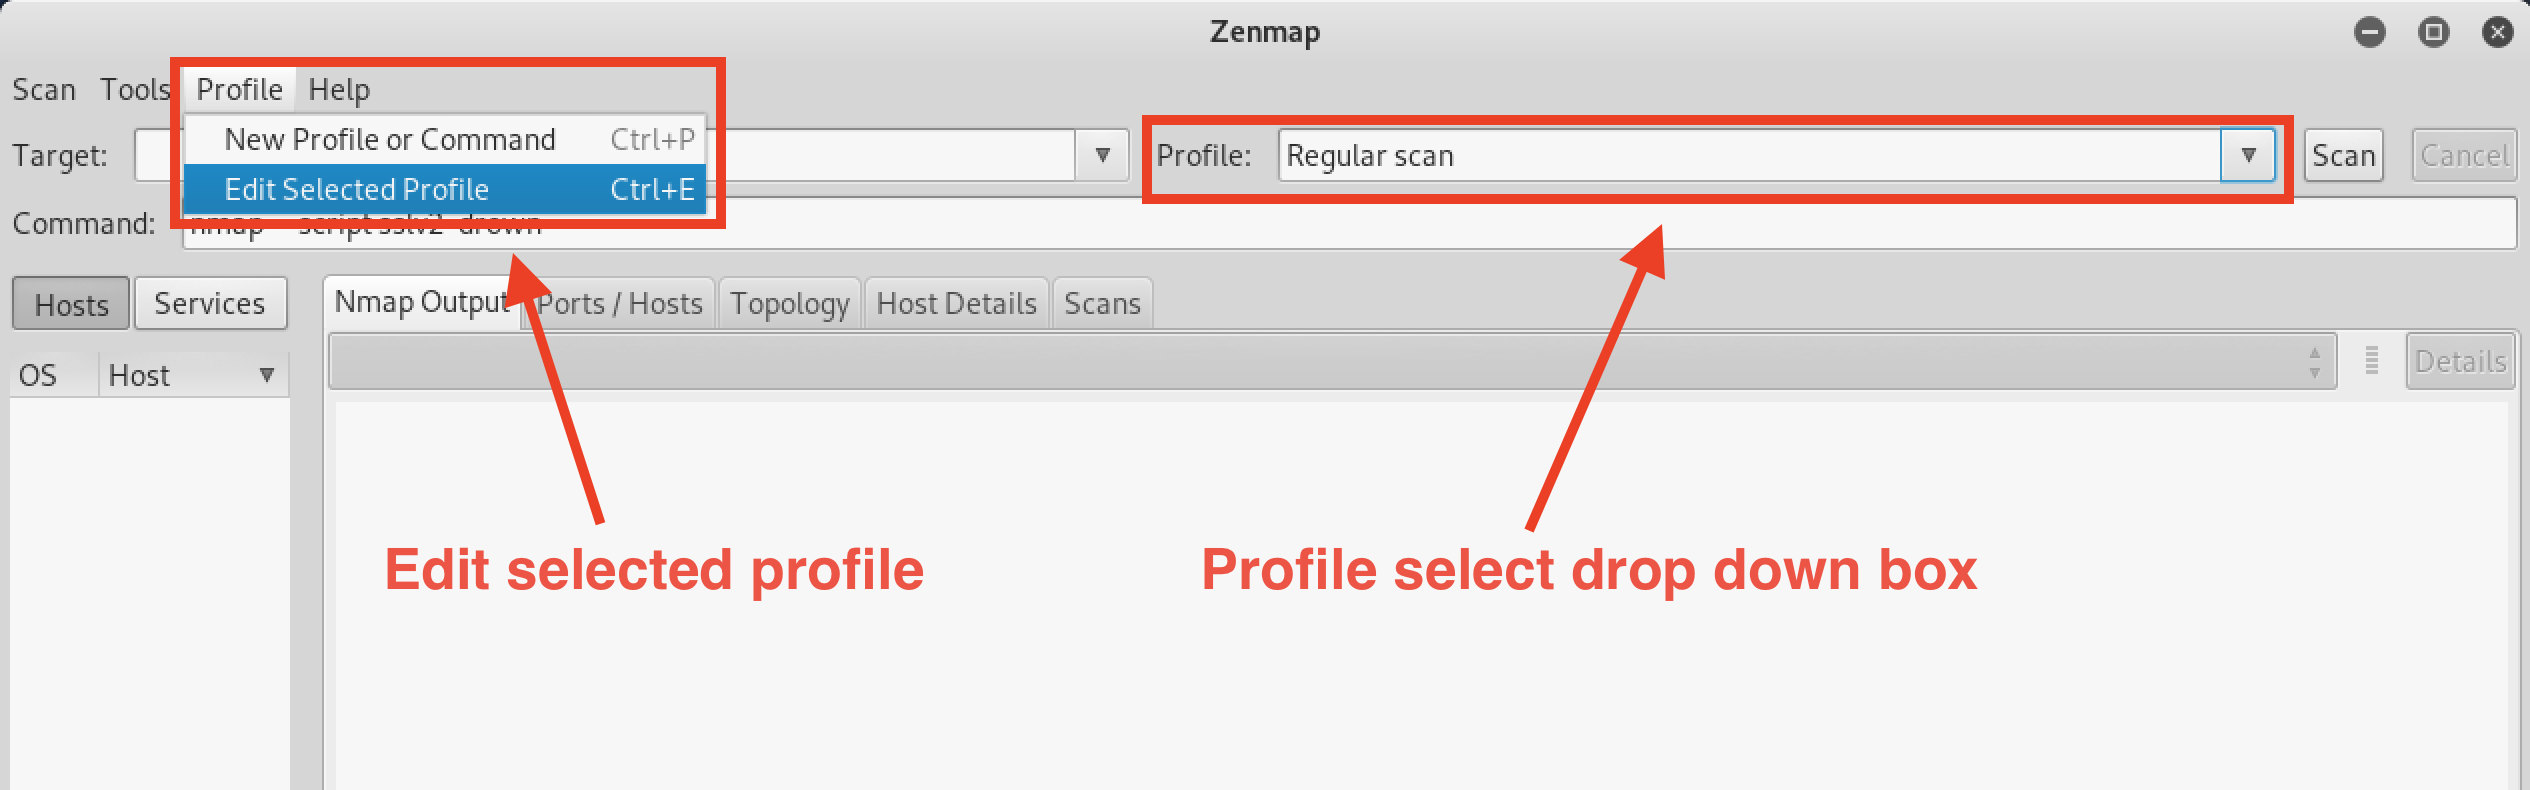 Zenmap
Scan Tools Profile Help
New Profile or Command Ctrl+P
Edit Selected Profile Ctrl+E
Target:
Profile: Regular scan
Scan Cancel
Command: nmap --script sslv2-drown
Hosts Services
Nmap Output Ports / Hosts Topology Host Details Scans
OS Host
Details
Edit selected profile
Profile select drop down box